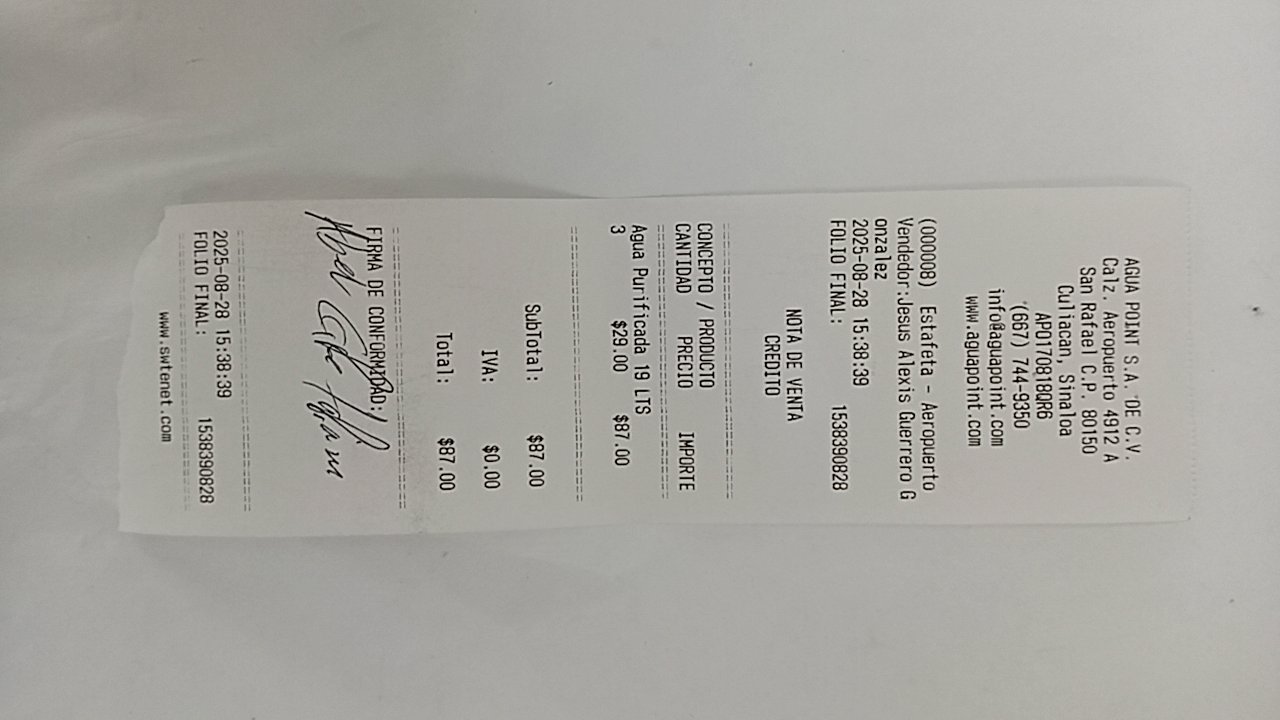 AGUA POINT S.A. DE C.V.
Calz. Aeropuerto 4912 A
San Rafael C.P. 80150
Culiacan, Sinaloa
APO170818QR6
(667) 744-9350
info@aguapoint.com
www.aguapoint.com
(000008) Estafeta - Aeropuerto
Vendedor:Jesus Alexis Guerrero G
onzalez
2025-08-28 15:38:39
FOLIO FINAL: 1538390828
NOTA DE VENTA
CREDITO
CONCEPTO / PRODUCTO
CANTIDAD PRECIO IMPORTE
Agua Purificada 19 LTS
3 $29.00 $87.00
SubTotal: $87.00
IVA: $0.00
Total: $87.00
FIRMA DE CONFORMIDAD:
Abel
2025-08-28 15:38:39
FOLIO FINAL: 1538390828
www.swtenet.com